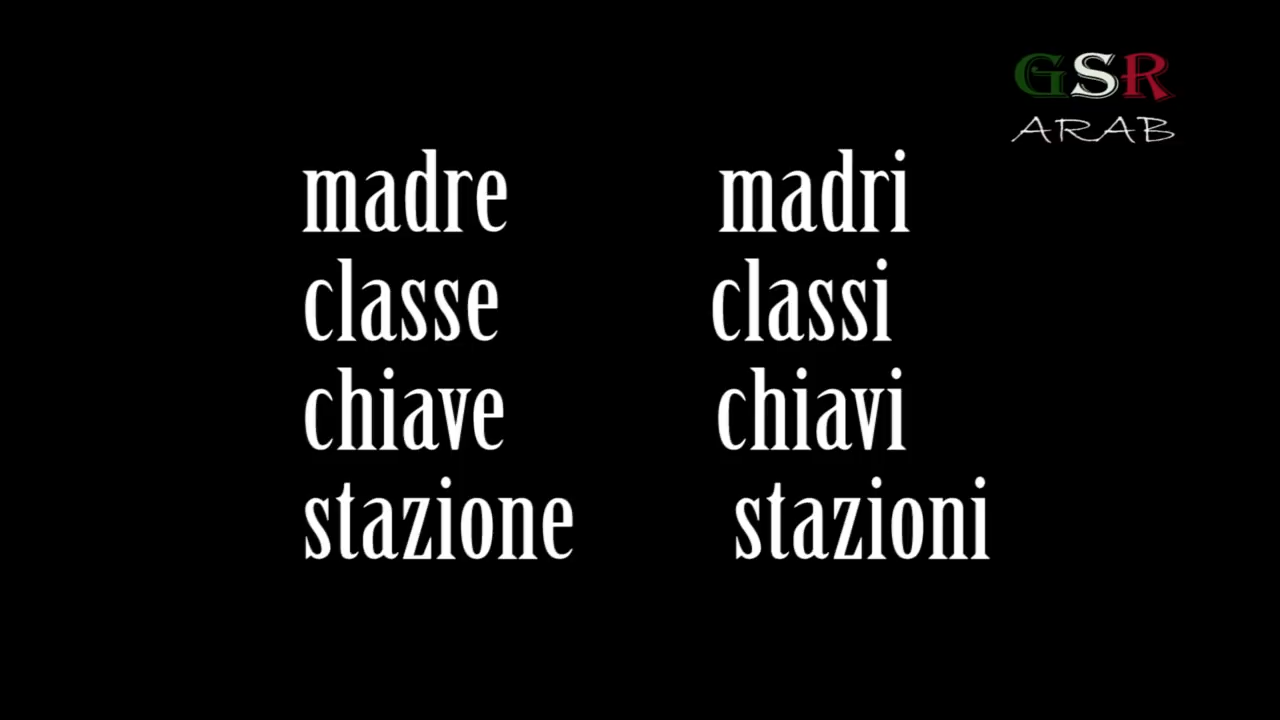 GSR
ARAB
madre madri
classe classi
chiave chiavi
stazione stazioni